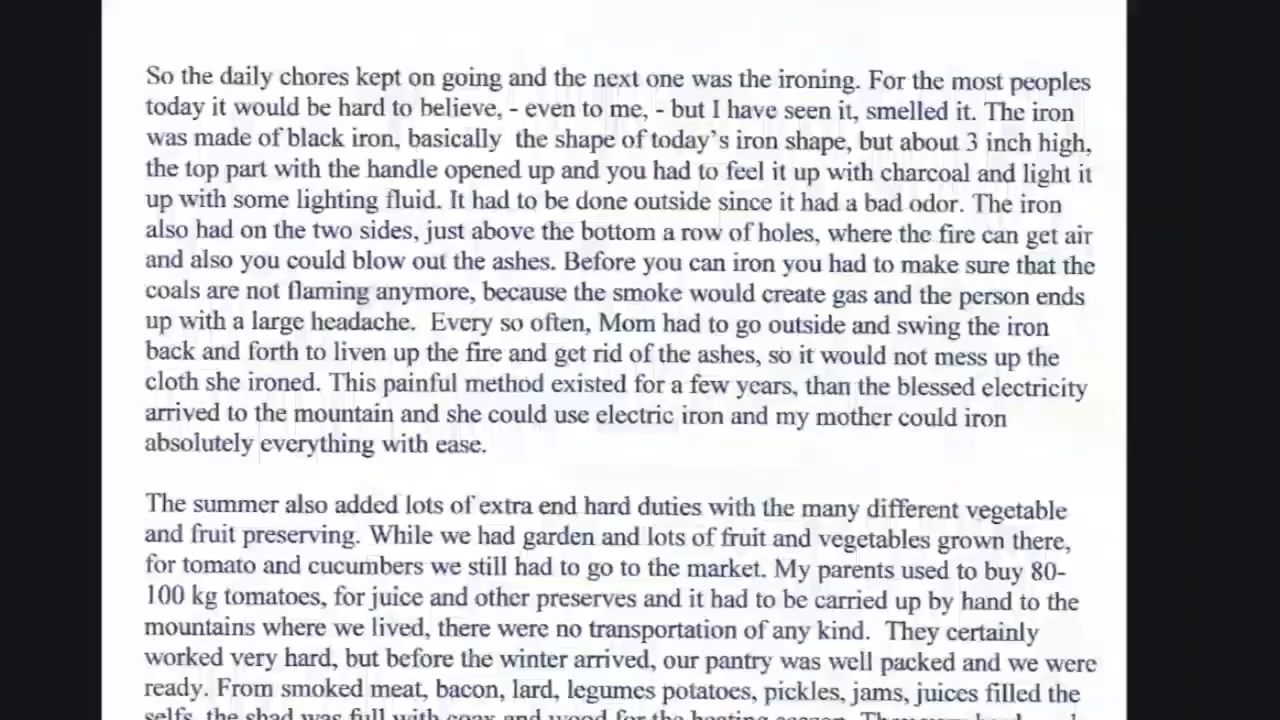 So the daily chores kept on going and the next one was the ironing. For the most peoples
today it would be hard to believe, - even to me, - but I have seen it, smelled it. The iron
was made of black iron, basically  the shape of today's iron shape, but about 3 inch high,
the top part with the handle opened up and you had to feel it up with charcoal and light it
up with some lighting fluid. It had to be done outside since it had a bad odor. The iron
also had on the two sides, just above the bottom a row of holes, where the fire can get air
and also you could blow out the ashes. Before you can iron you had to make sure that the
coals are not flaming anymore, because the smoke would create gas and the person ends
up with a large headache.  Every so often, Mom had to go outside and swing the iron
back and forth to liven up the fire and get rid of the ashes, so it would not mess up the
cloth she ironed. This painful method existed for a few years, than the blessed electricity
arrived to the mountain and she could use electric iron and my mother could iron
absolutely everything with ease.
The summer also added lots of extra end hard duties with the many different vegetable
and fruit preserving. While we had garden and lots of fruit and vegetables grown there,
for tomato and cucumbers we still had to go to the market. My parents used to buy 80-
100 kg tomatoes, for juice and other preserves and it had to be carried up by hand to the
mountains where we lived, there were no transportation of any kind.  They certainly
worked very hard, but before the winter arrived, our pantry was well packed and we were
ready. From smoked meat, bacon, lard, legumes potatoes, pickles, jams, juices filled the
selfs, the shad was full with coax and wood for the heating season. They very hard